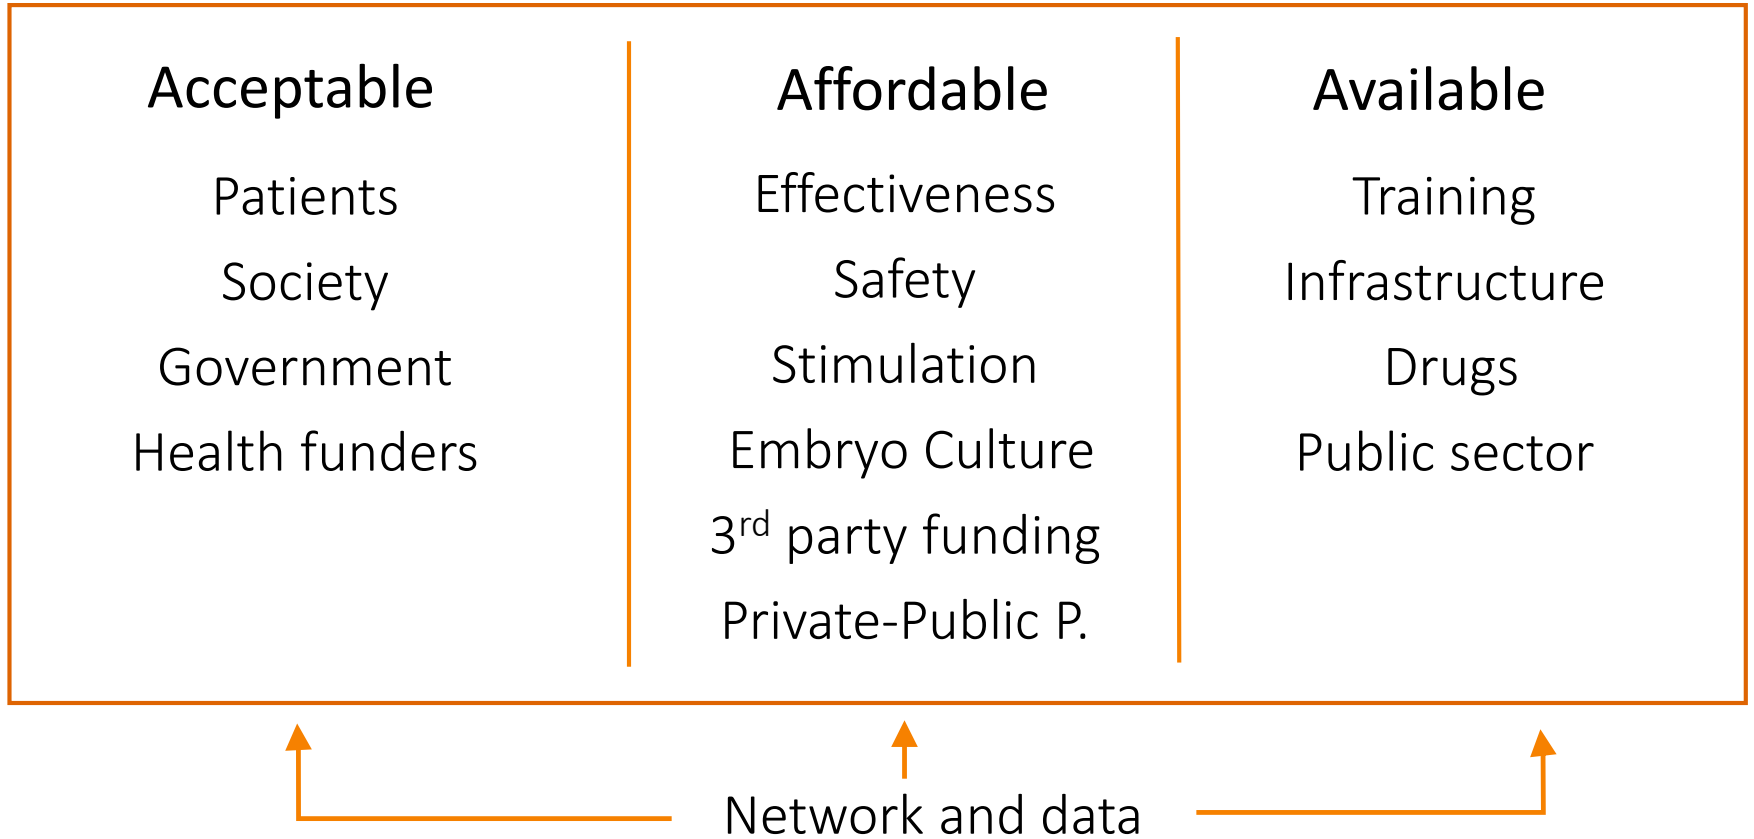 Acceptable
Patients
Society
Government
Health funders
Affordable
Effectiveness
Safety
Stimulation
Embryo Culture
3rd party funding
Private-Public P.
Available
Training
Infrastructure
Drugs
Public sector
Network and data